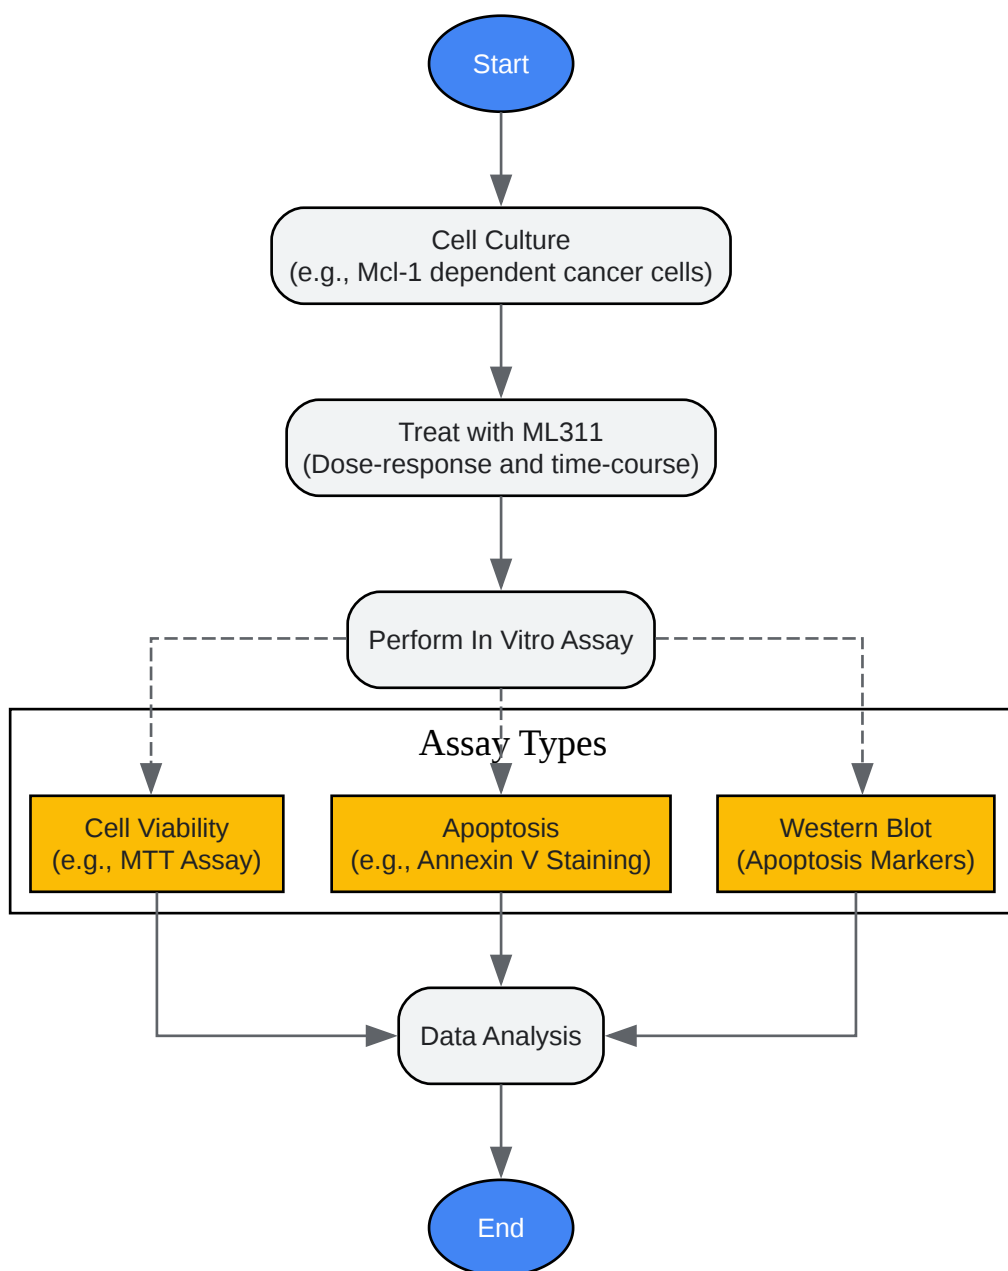 Start
Cell Culture
(e.g., Mcl-1 dependent cancer cells)
Treat with ML311
(Dose-response and time-course)
Perform In Vitro Assay
Assay Types
Cell Viability
(e.g., MTT Assay)
Apoptosis
(e.g., Annexin V Staining)
Western Blot
(Apoptosis Markers)
Data Analysis
End